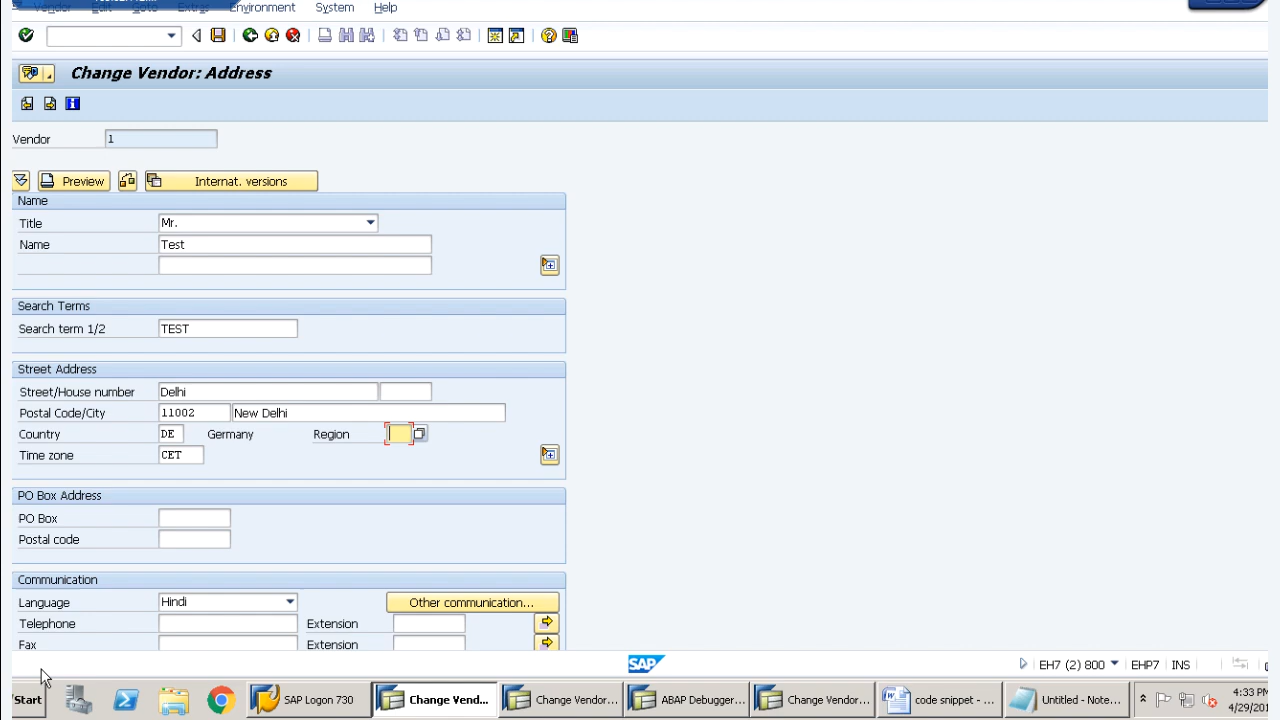 Vendor Edit Goto Extras Environment System Help
Change Vendor: Address
Vendor 1
Preview Internat. versions
Name
Title Mr.
Name Test
Search Terms
Search term 1/2 TEST
Street Address
Street/House number Delhi
Postal Code/City 11002 New Delhi
Country DE Germany Region
Time zone CET
PO Box Address
PO Box
Postal code
Communication
Language Hindi Other communication...
Telephone Extension
Fax Extension
SAP EH7 (2) 800 EHP7 INS
Start SAP Logon 730 Change Vend... Change Vendor... ABAP Debugger... Change Vendor... code snippet - ... Untitled - Note... 4:33 PM